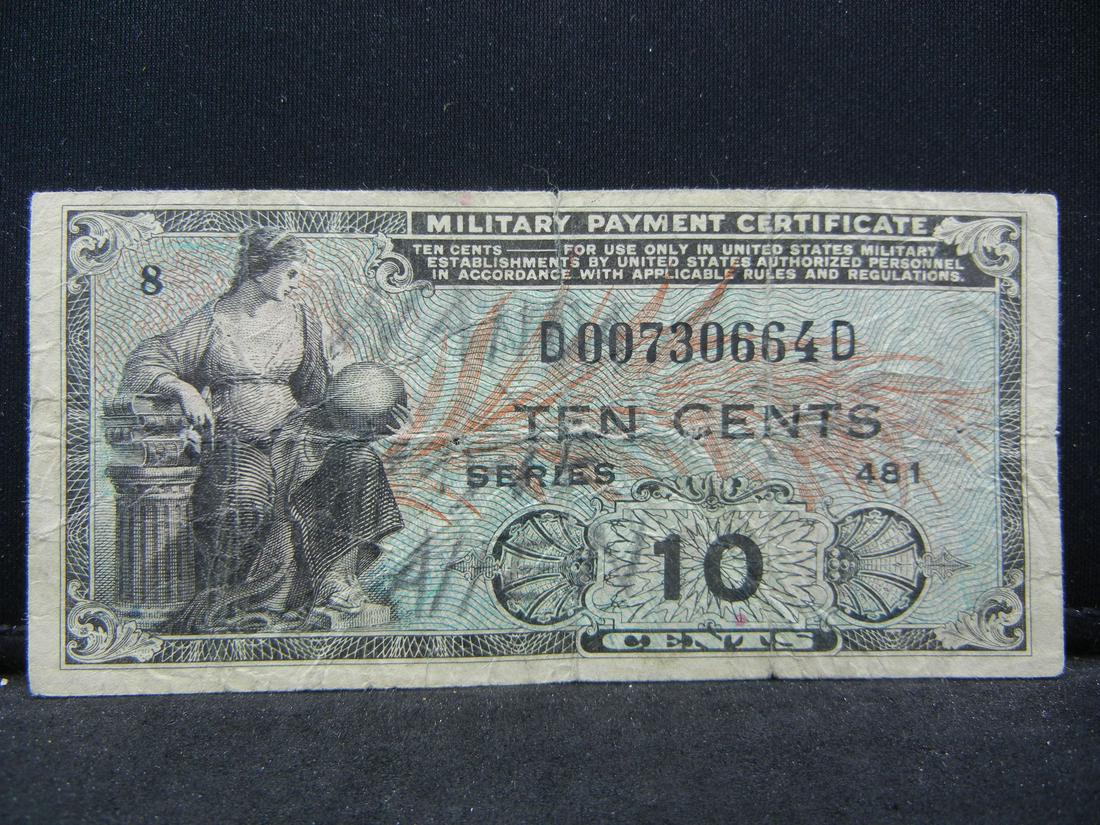 MILITARY PAYMENT CERTIFICATE
TEN CENTS FOR USE ONLY IN UNITED STATES MILITARY
ESTABLISHMENTS BY UNITED STATES AUTHORIZED PERSONNEL
IN ACCORDANCE WITH APPLICABLE RULES AND REGULATIONS.
8
D00730664D
TEN CENTS
SERIES 481
10
CENTS